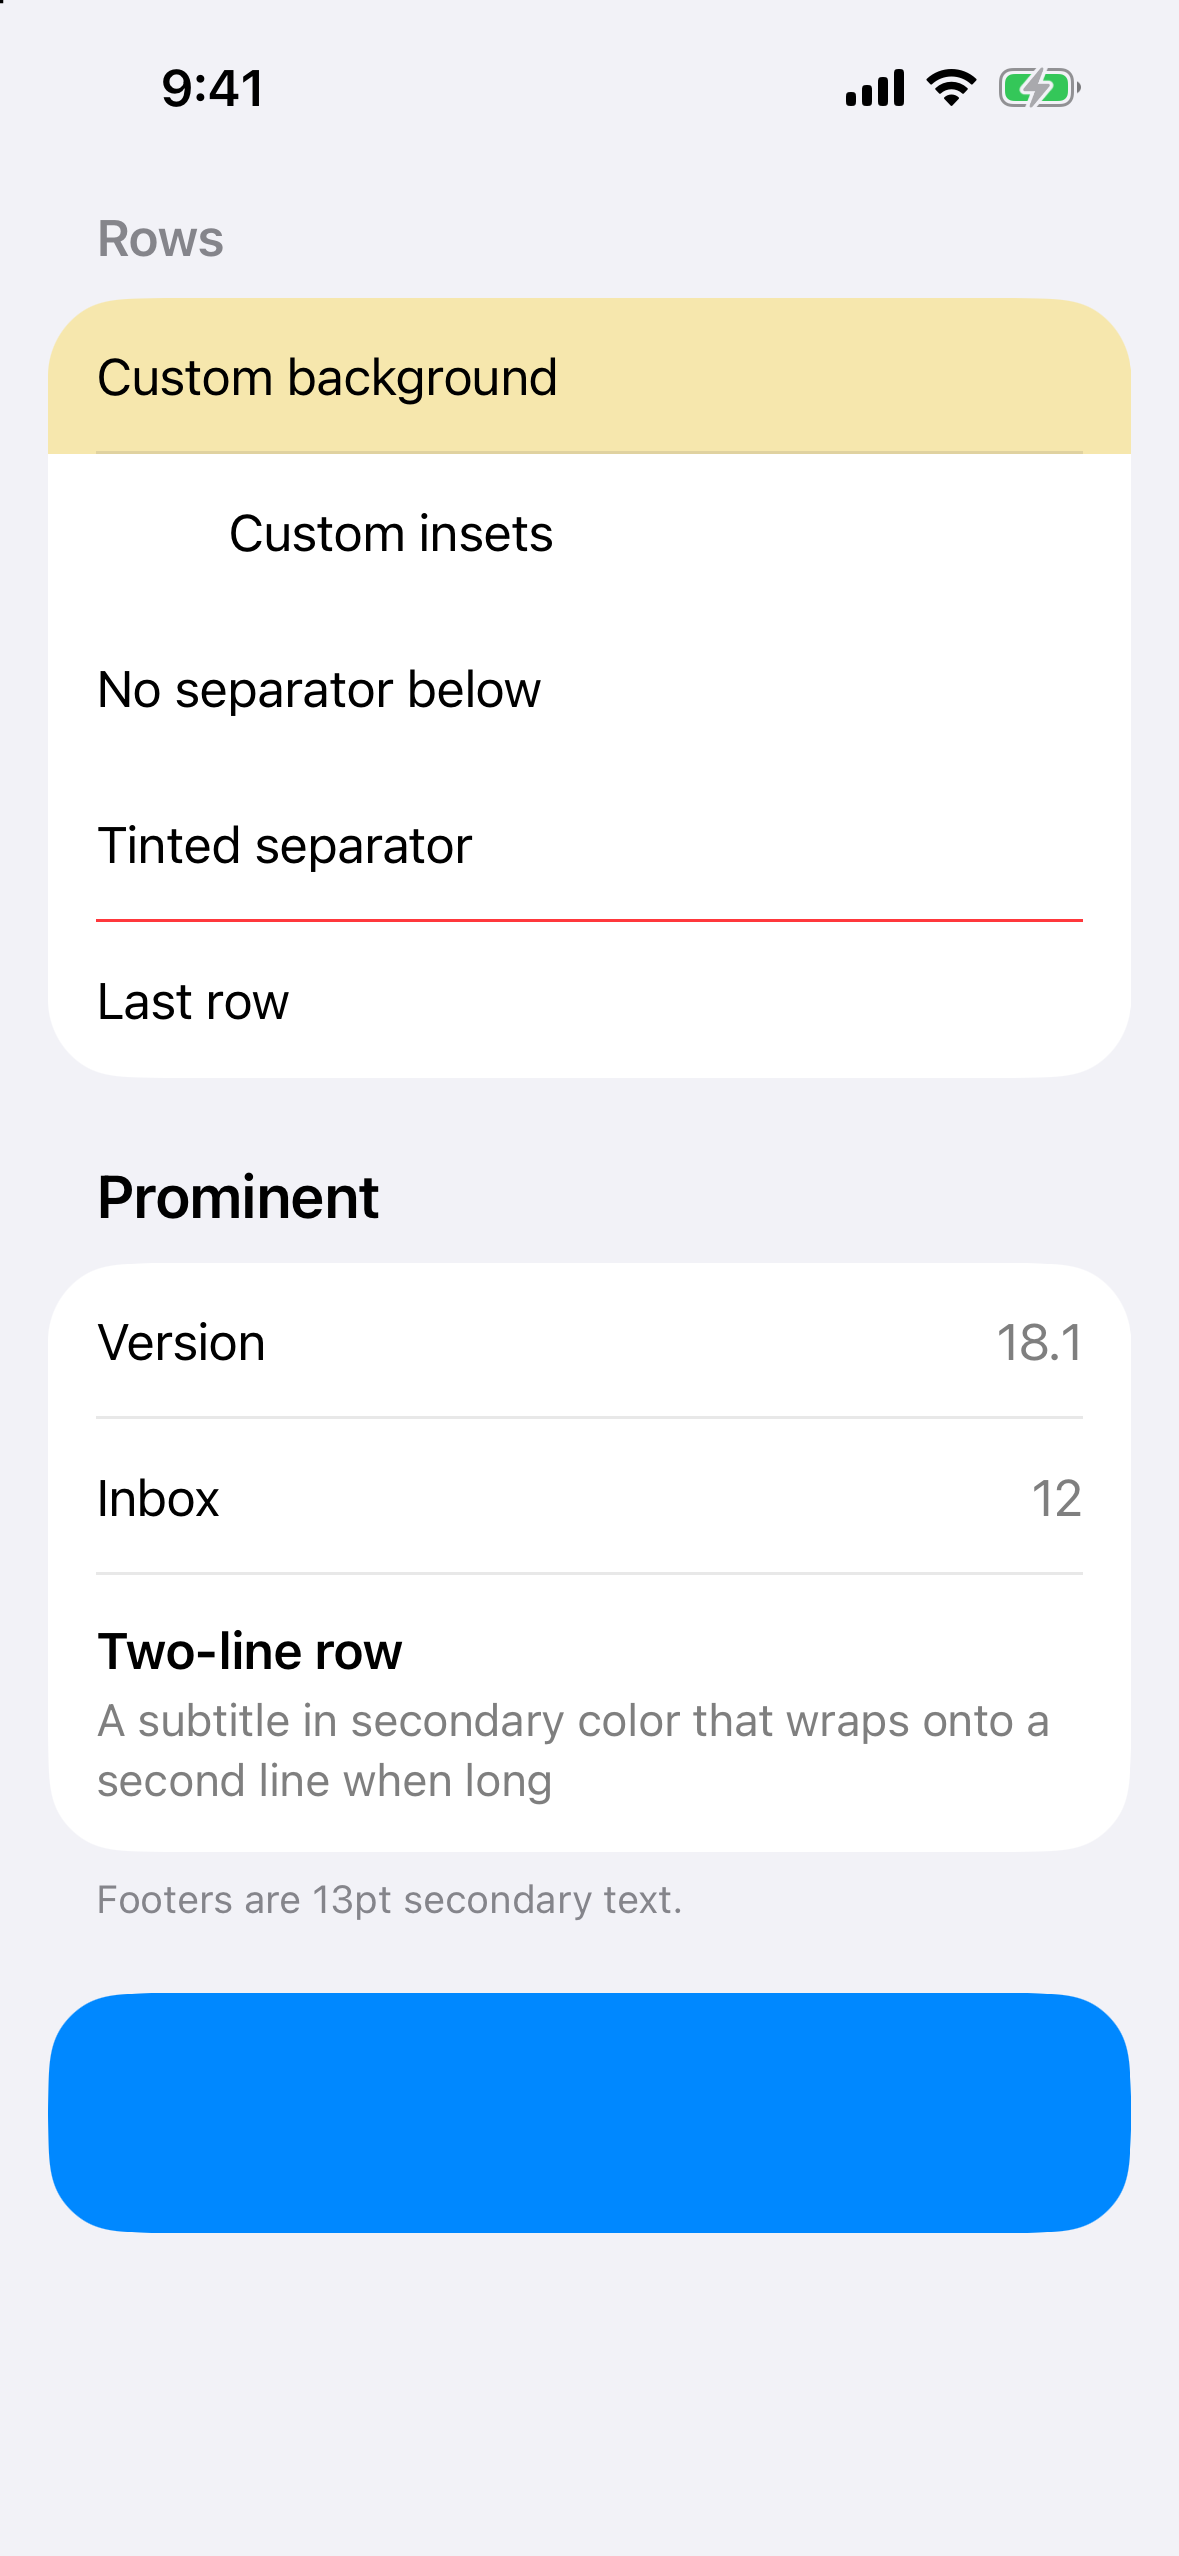 9:41
Rows
Custom background
Custom insets
No separator below
Tinted separator
Last row
Prominent
Version 18.1
Inbox 12
Two-line row
A subtitle in secondary color that wraps onto a
second line when long
Footers are 13pt secondary text.